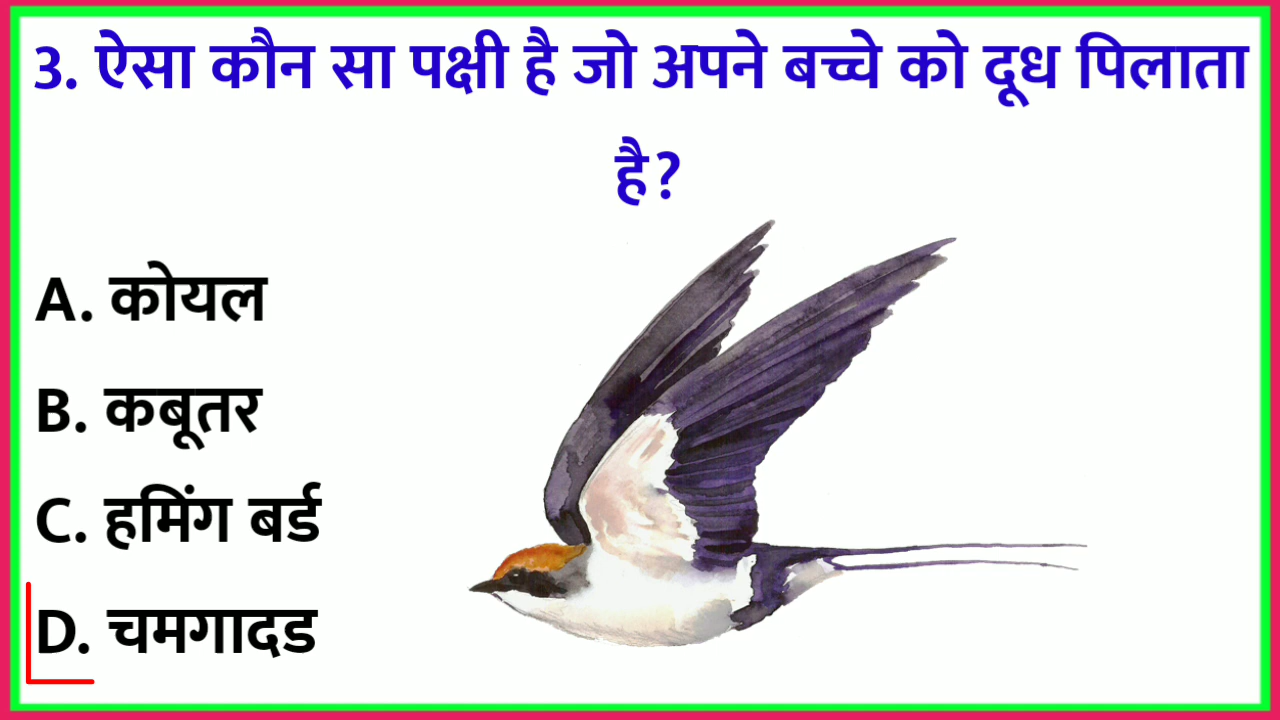 3. ऐसा कौन सा पक्षी है जो अपने बच्चे को दूध पिलाता
है?
A. कोयल
B. कबूतर
C. हमिंग बर्ड
D. चमगादड